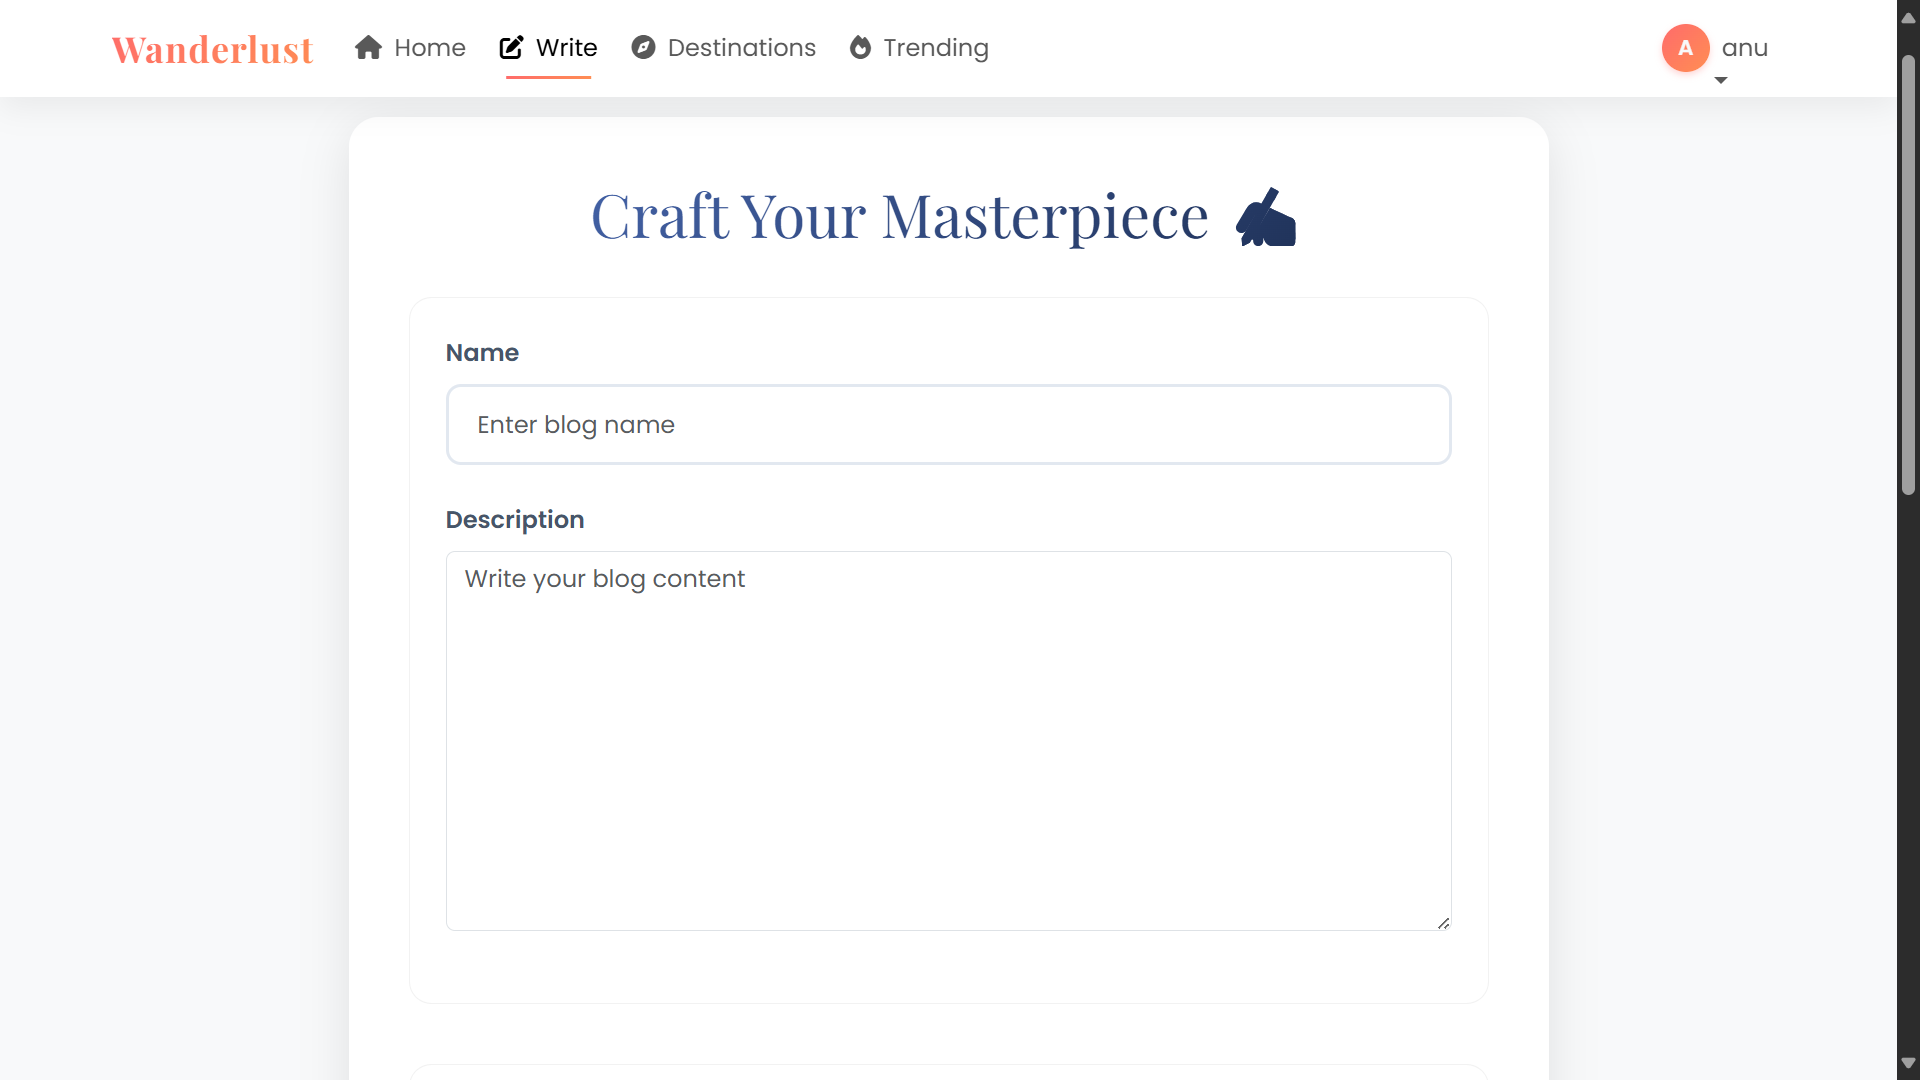 Wanderlust Home Write Destinations Trending A anu
Craft Your Masterpiece
Name
Enter blog name
Description
Write your blog content